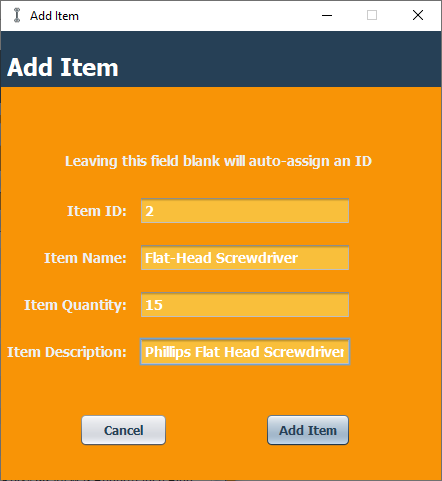 Add Item
Add Item
Leaving this field blank will auto-assign an ID
Item ID: 2
Item Name: Flat-Head Screwdriver
Item Quantity: 15
Item Description: Phillips Flat Head Screwdriver
Cancel Add Item